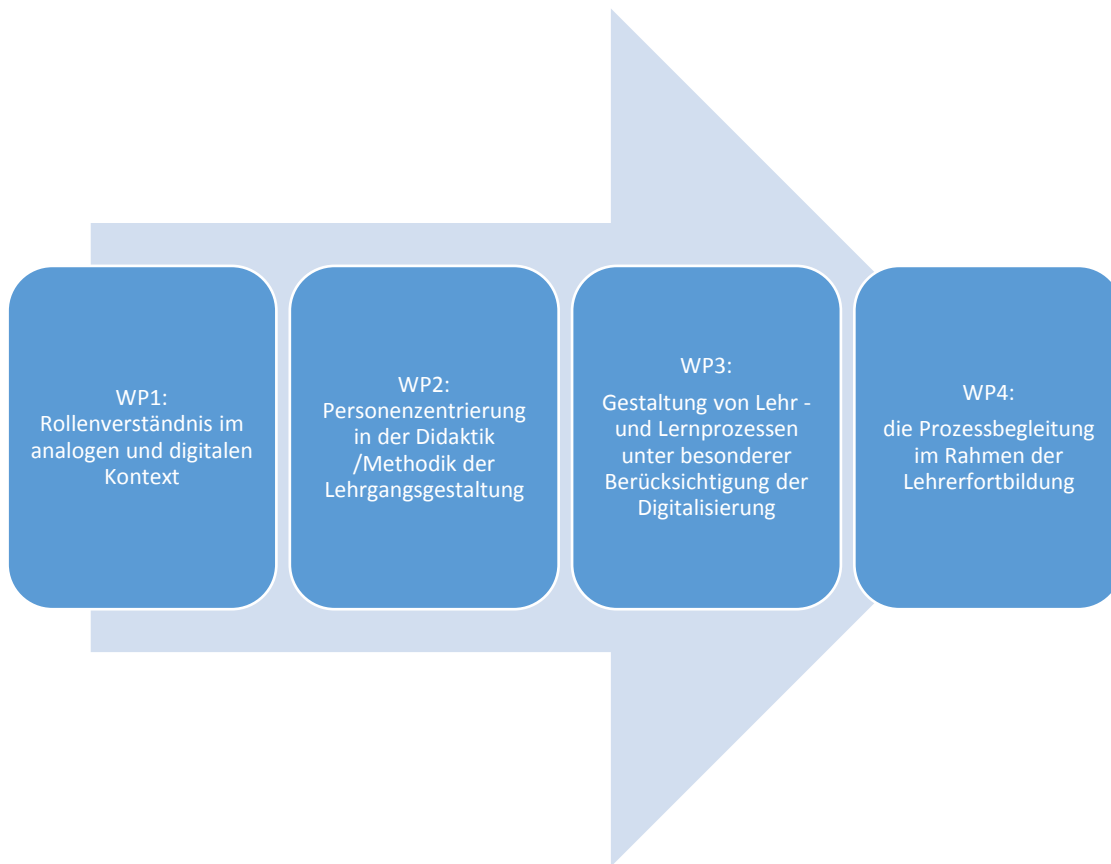 WP1:
Rollenverständnis im
analogen und digitalen
Kontext
WP2:
Personenzentrierung
in der Didaktik
/Methodik der
Lehrgangsgestaltung
WP3:
Gestaltung von Lehr -
und Lernprozessen
unter besonderer
Berücksichtigung der
Digitalisierung
WP4:
die Prozessbegleitung
im Rahmen der
Lehrerfortbildung